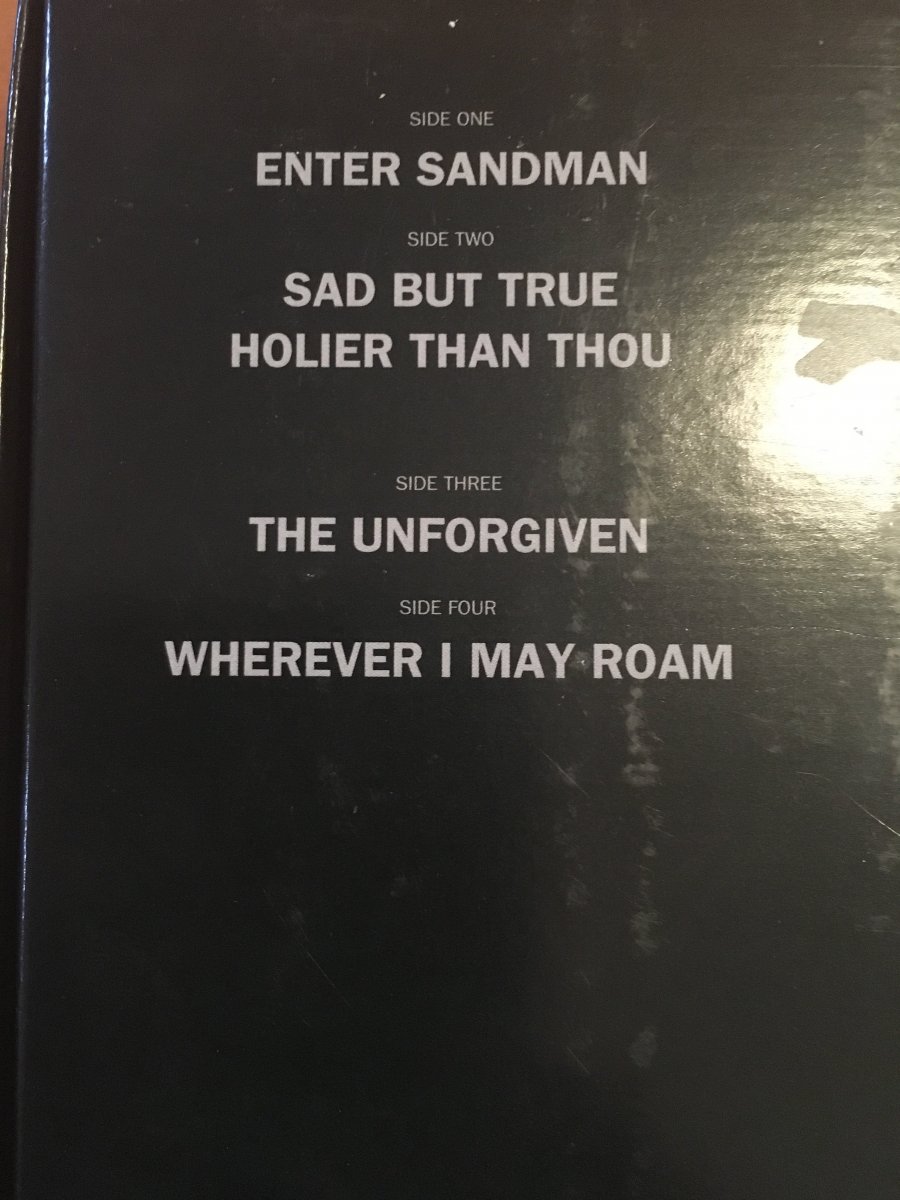 SIDE ONE
ENTER SANDMAN
SIDE TWO
SAD BUT TRUE
HOLIER THAN THOU
SIDE THREE
THE UNFORGIVEN
SIDE FOUR
WHEREVER I MAY ROAM